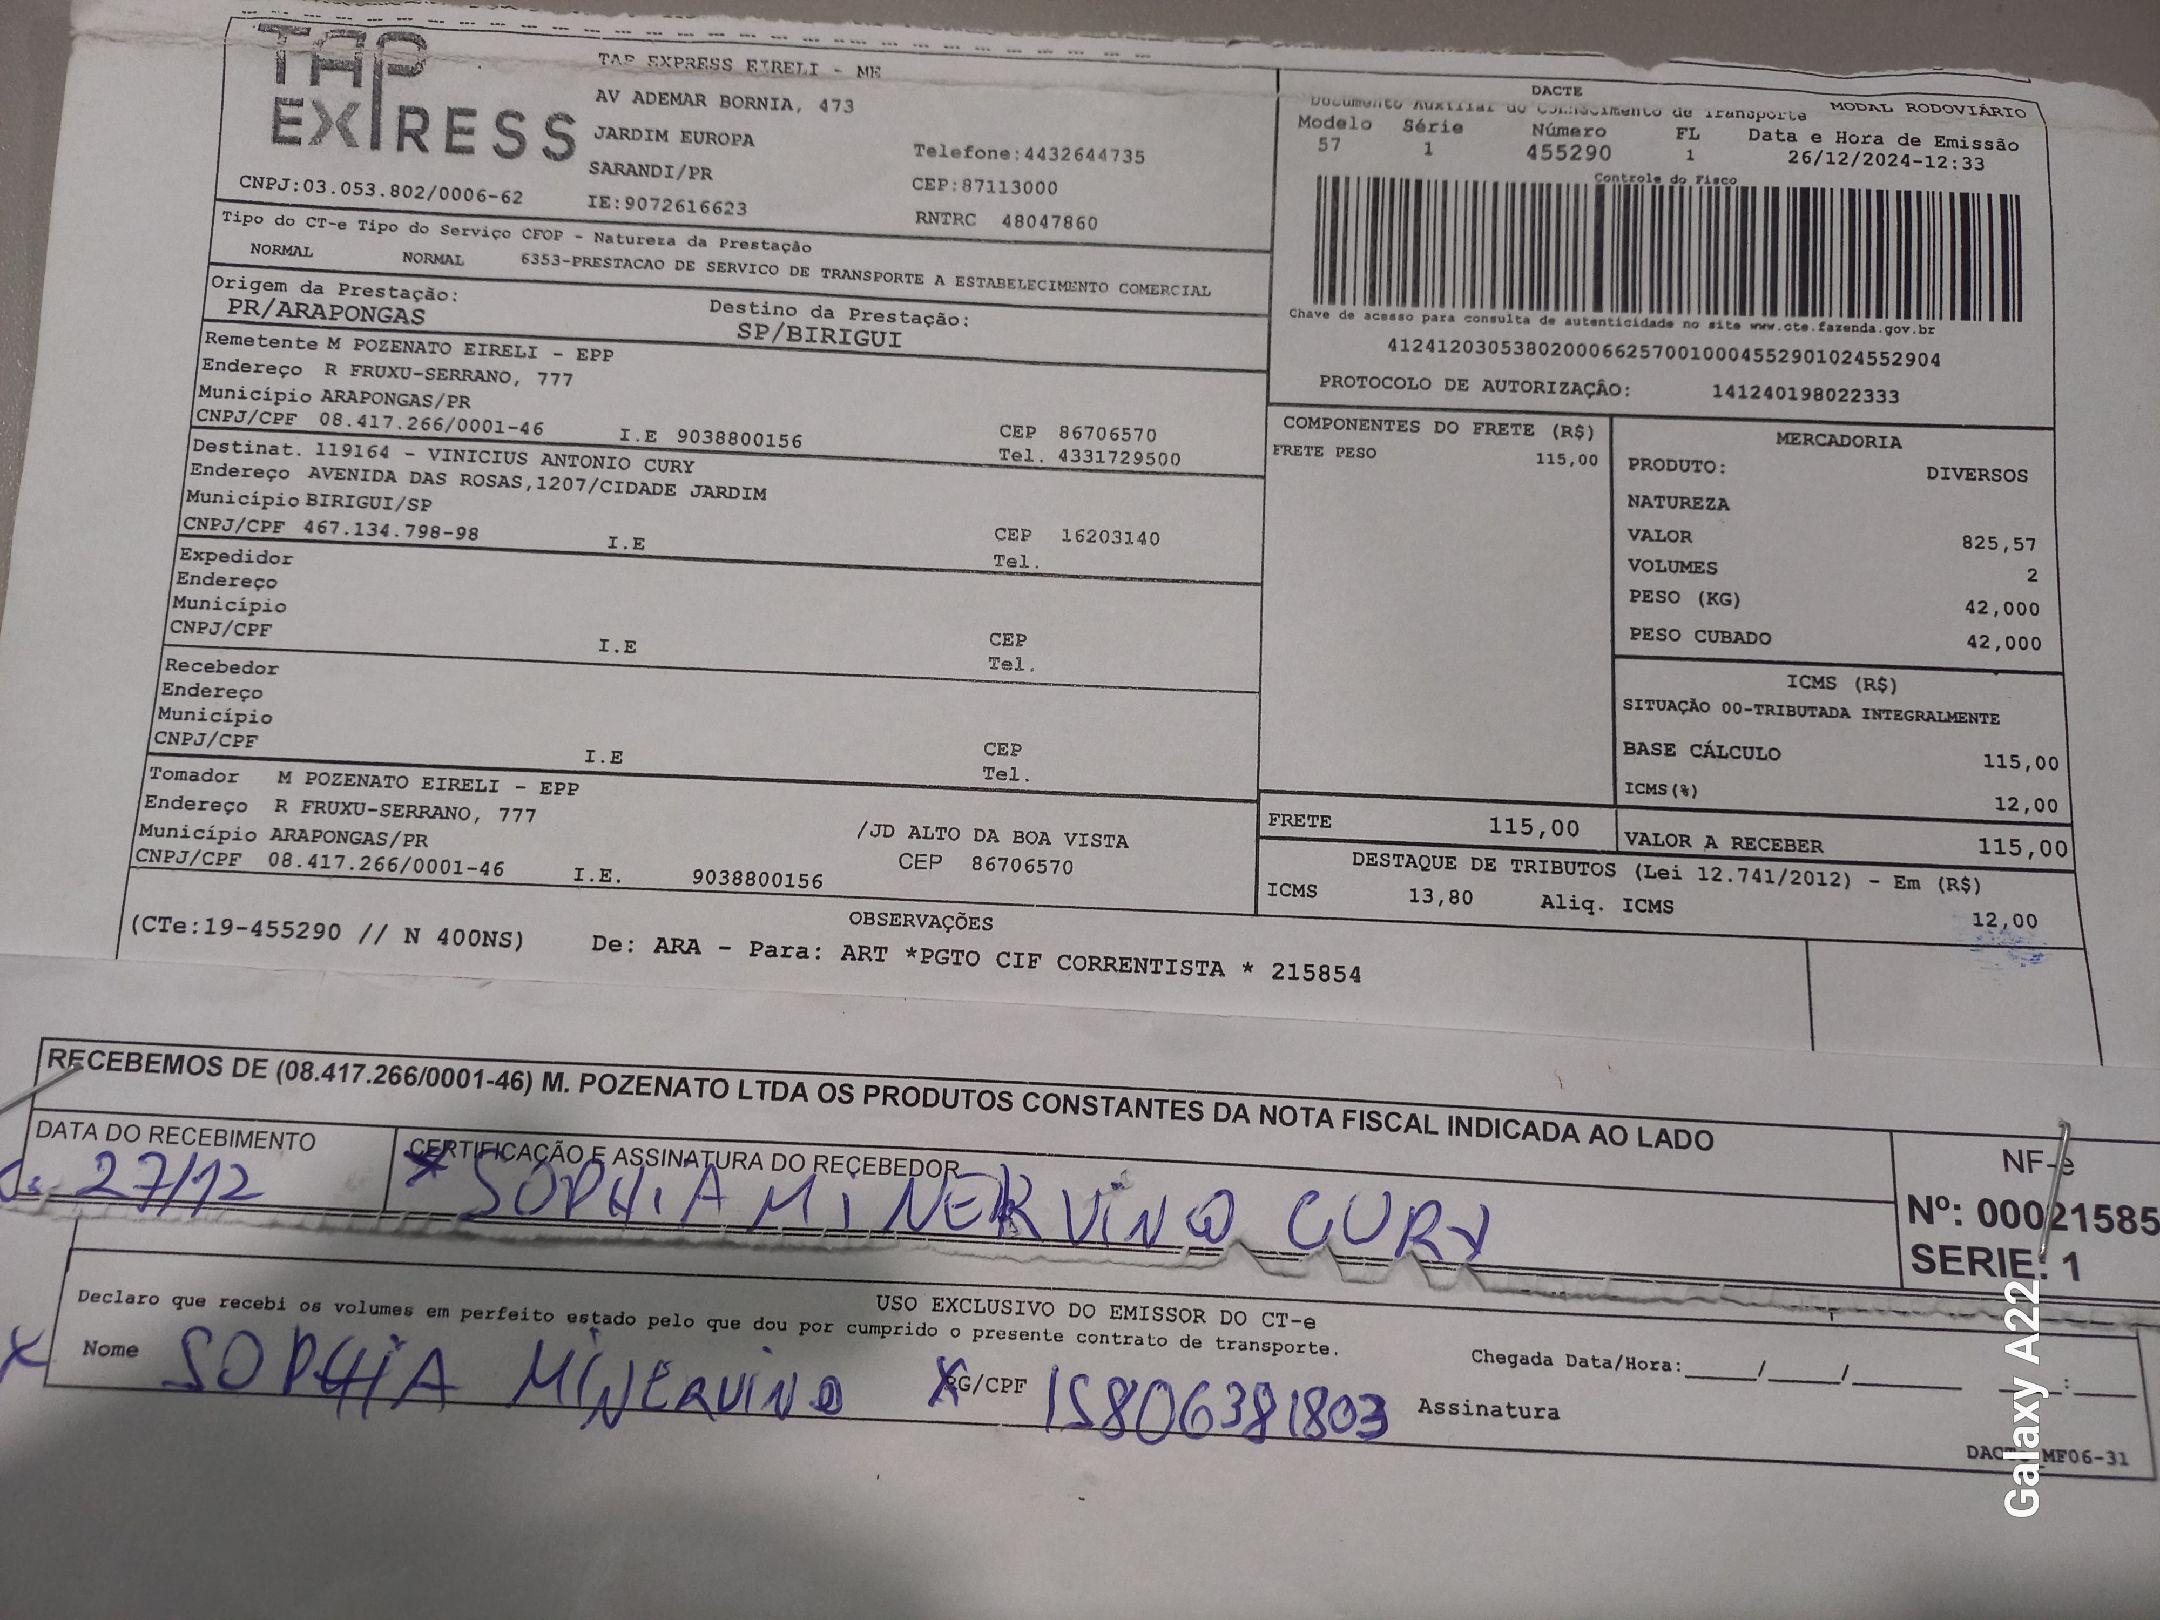 TAP EXPRESS
TAP EXPRESS EIRELI - ME
AV ADEMAR BORNIA, 473
JARDIM EUROPA
SARANDI/PR
Telefone:4432644735
CEP:87113000
CNPJ:03.053.802/0006-62
IE:9072616623
RNTRC 48047860
DACTE
Documento Auxiliar do Conhecimento de Transporte MODAL RODOVIÁRIO
Modelo Série Número FL Data e Hora de Emissão
57 1 455290 1 26/12/2024-12:33
Controle do Fisco
Chave de acesso para consulta de autenticidade no site www.cte.fazenda.gov.br
41241203053802000662570010004552901024552904
PROTOCOLO DE AUTORIZAÇÃO: 141240198022333
Tipo do CT-e Tipo do Serviço CFOP - Natureza da Prestação
NORMAL NORMAL 6353-PRESTACAO DE SERVICO DE TRANSPORTE A ESTABELECIMENTO COMERCIAL
Origem da Prestação: Destino da Prestação:
PR/ARAPONGAS SP/BIRIGUI
Remetente M POZENATO EIRELI - EPP
Endereço R FRUXU-SERRANO, 777
Município ARAPONGAS/PR CEP 86706570
CNPJ/CPF 08.417.266/0001-46 I.E 9038800156 Tel. 4331729500
Destinat. 119164 - VINICIUS ANTONIO CURY
Endereço AVENIDA DAS ROSAS,1207/CIDADE JARDIM
Município BIRIGUI/SP CEP 16203140
CNPJ/CPF 467.134.798-98 I.E Tel.
Expedidor
Endereço
Município CEP
CNPJ/CPF I.E Tel.
Recebedor
Endereço
Município CEP
CNPJ/CPF I.E Tel.
Tomador M POZENATO EIRELI - EPP
Endereço R FRUXU-SERRANO, 777 /JD ALTO DA BOA VISTA
Município ARAPONGAS/PR CEP 86706570
CNPJ/CPF 08.417.266/0001-46 I.E. 9038800156
COMPONENTES DO FRETE (R$)
FRETE PESO 115,00
MERCADORIA
PRODUTO: DIVERSOS
NATUREZA
VALOR 825,57
VOLUMES 2
PESO (KG) 42,000
PESO CUBADO 42,000
ICMS (R$)
SITUAÇÃO 00-TRIBUTADA INTEGRALMENTE
BASE CÁLCULO 115,00
ICMS(%) 12,00
FRETE 115,00 VALOR A RECEBER 115,00
DESTAQUE DE TRIBUTOS (Lei 12.741/2012) - Em (R$)
ICMS 13,80 Aliq. ICMS 12,00
OBSERVAÇÕES
(CTe:19-455290 // N 400NS) De: ARA - Para: ART *PGTO CIF CORRENTISTA * 215854
RECEBEMOS DE (08.417.266/0001-46) M. POZENATO LTDA OS PRODUTOS CONSTANTES DA NOTA FISCAL INDICADA AO LADO
DATA DO RECEBIMENTO CERTIFICAÇÃO E ASSINATURA DO RECEBEDOR
27/12 SOPHIA MINERVINO CURY
NF-e
Nº: 00021585
SERIE: 1
USO EXCLUSIVO DO EMISSOR DO CT-e
Declaro que recebi os volumes em perfeito estado pelo que dou por cumprido o presente contrato de transporte.
Chegada Data/Hora:____/____/______ ___:___
X Nome SOPHIA MINERVINO X RG/CPF 15806381803 Assinatura
DACTE MF06-31
Galaxy A22